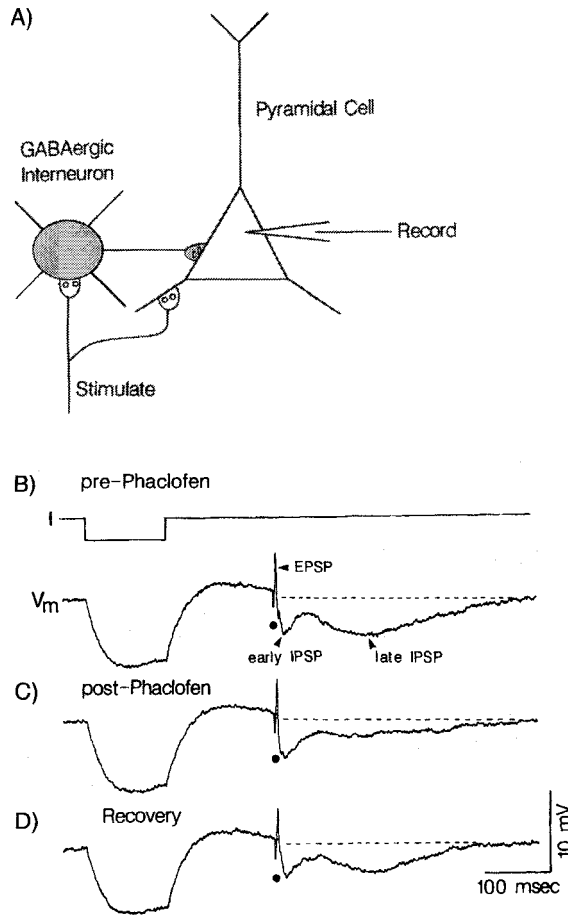 A)
Pyramidal Cell
GABAergic
Interneuron
Record
Stimulate
B)
pre-Phaclofen
I
EPSP
Vm
early IPSP
late IPSP
C)
post-Phaclofen
D)
Recovery
10 mV
100 msec